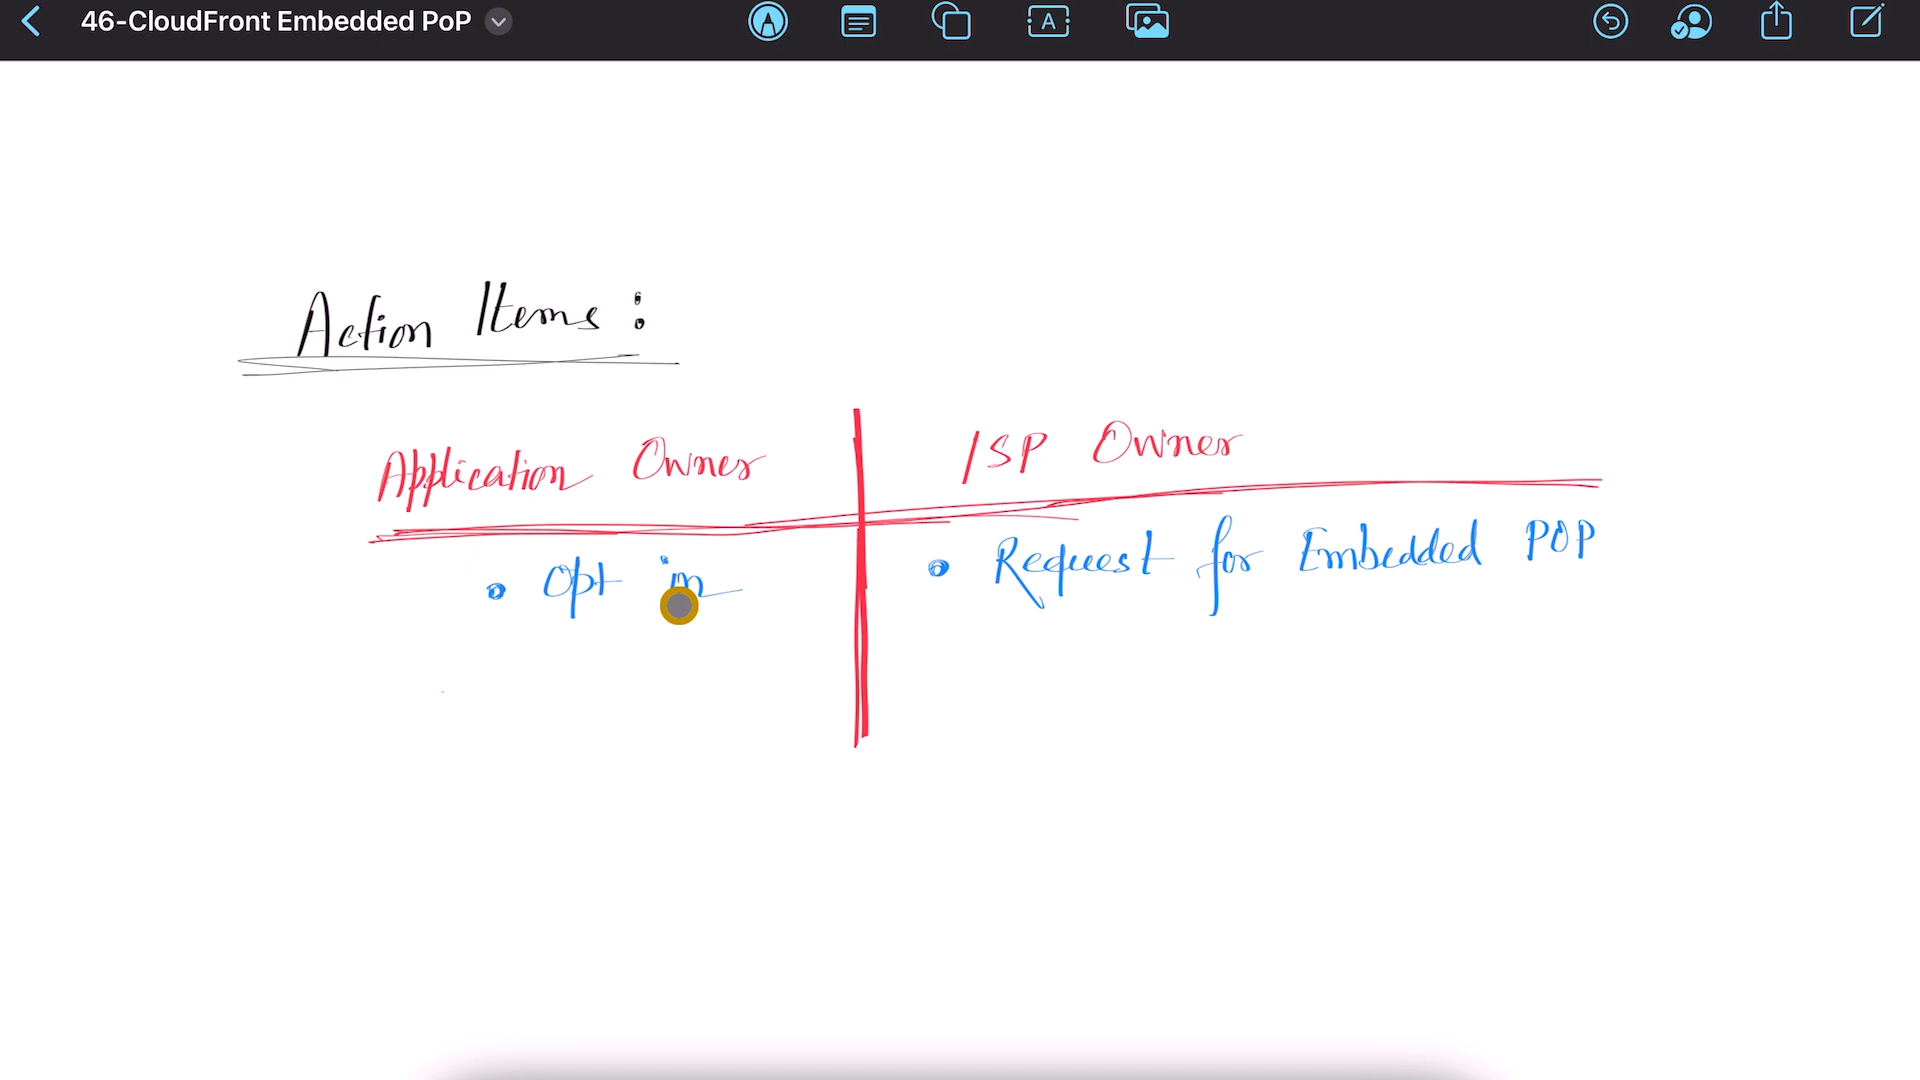 46-CloudFront Embedded PoP
Action Items:
Application Owner
ISP Owner
• Opt in
• Request for Embedded POP